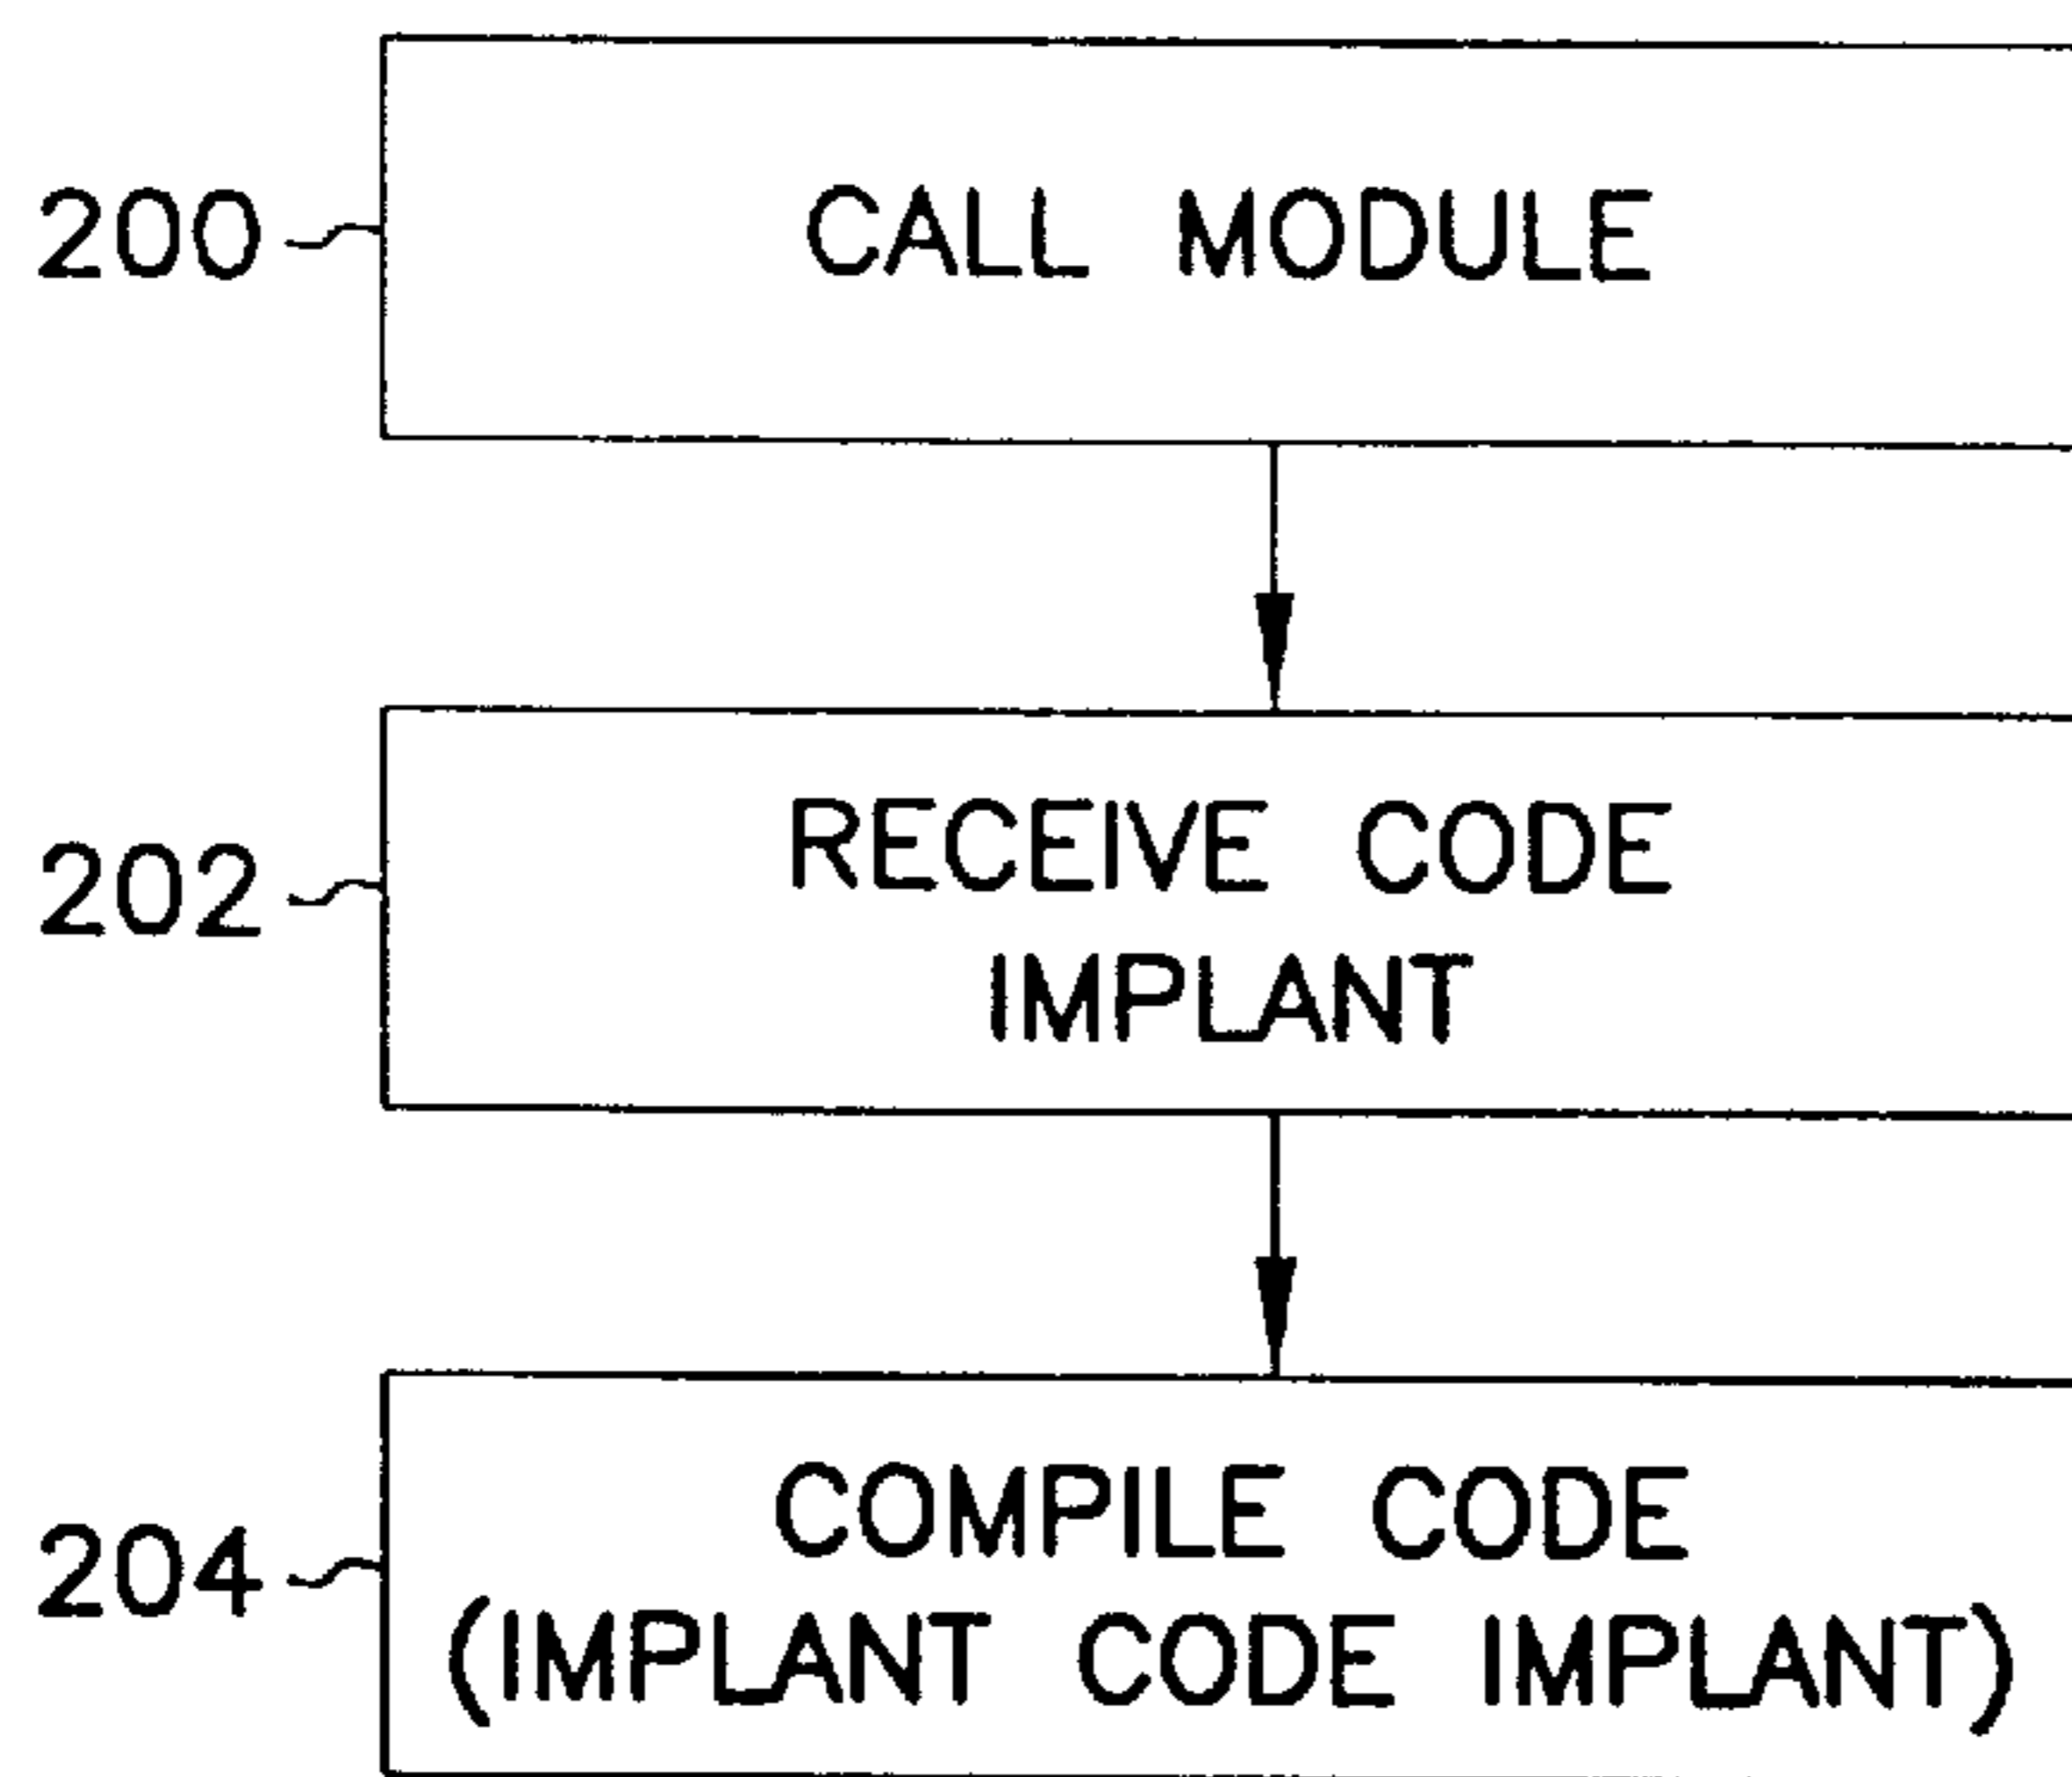 200 CALL MODULE
202 RECEIVE CODE
IMPLANT
204 COMPILE CODE
(IMPLANT CODE IMPLANT)